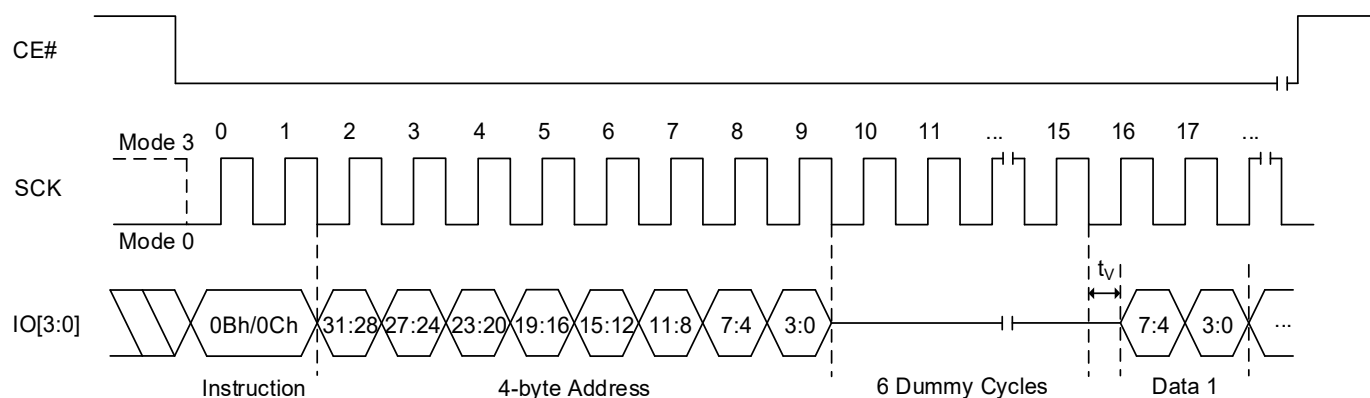 CE#
0 1 2 3 4 5 6 7 8 9 10 11 ... 15 16 17 ...
Mode 3
SCK
Mode 0
tV
IO[3:0] 0Bh/0Ch 31:28 27:24 23:20 19:16 15:12 11:8 7:4 3:0 7:4 3:0 ...
Instruction 4-byte Address 6 Dummy Cycles Data 1